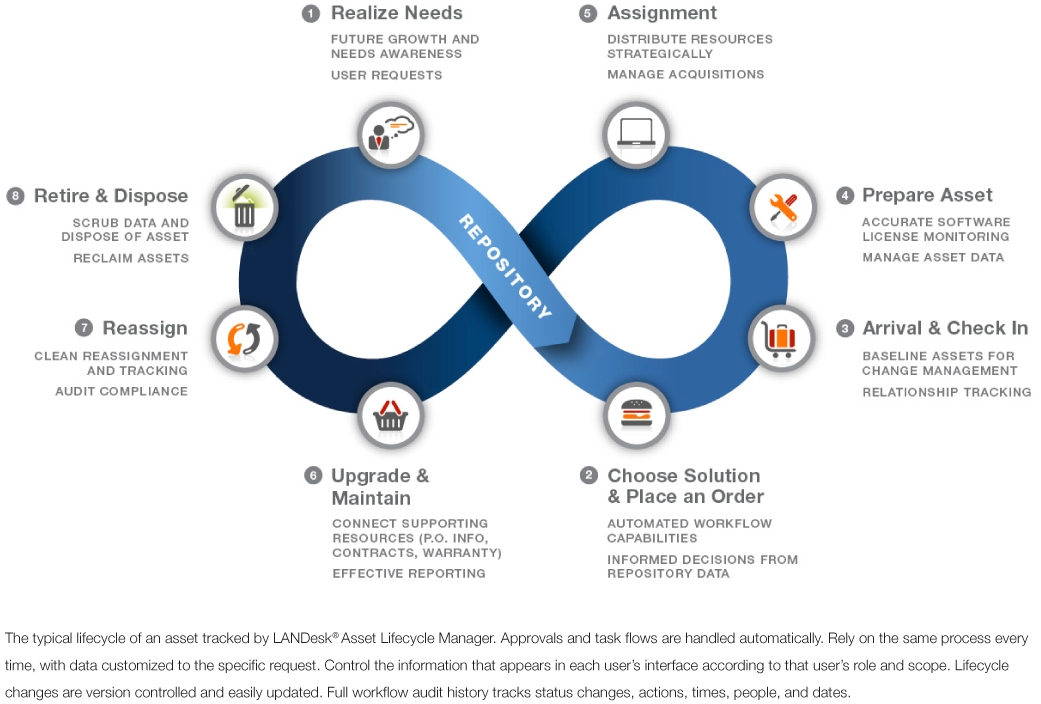 1 Realize Needs
FUTURE GROWTH AND
NEEDS AWARENESS
USER REQUESTS
5 Assignment
DISTRIBUTE RESOURCES
STRATEGICALLY
MANAGE ACQUISITIONS
8 Retire & Dispose
SCRUB DATA AND
DISPOSE OF ASSET
RECLAIM ASSETS
4 Prepare Asset
ACCURATE SOFTWARE
LICENSE MONITORING
MANAGE ASSET DATA
REPOSITORY
7 Reassign
CLEAN REASSIGNMENT
AND TRACKING
AUDIT COMPLIANCE
3 Arrival & Check In
BASELINE ASSETS FOR
CHANGE MANAGEMENT
RELATIONSHIP TRACKING
6 Upgrade &
Maintain
CONNECT SUPPORTING
RESOURCES (P.O. INFO,
CONTRACTS, WARRANTY)
EFFECTIVE REPORTING
2 Choose Solution
& Place an Order
AUTOMATED WORKFLOW
CAPABILITIES
INFORMED DECISIONS FROM
REPOSITORY DATA
The typical lifecycle of an asset tracked by LANDesk® Asset Lifecycle Manager. Approvals and task flows are handled automatically. Rely on the same process every
time, with data customized to the specific request. Control the information that appears in each user's interface according to that user's role and scope. Lifecycle
changes are version controlled and easily updated. Full workflow audit history tracks status changes, actions, times, people, and dates.